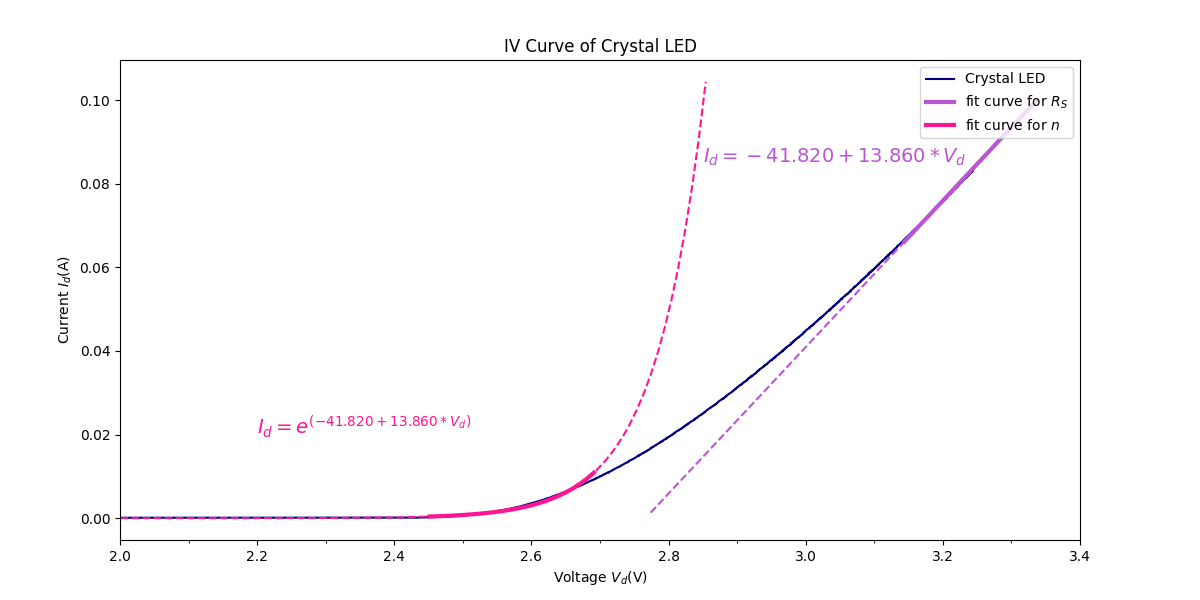 IV Curve of Crystal LED
Crystal LED
fit curve for R_S
fit curve for n
I_d = −41.820 + 13.860 * V_d
I_d = e^(−41.820 + 13.860 * V_d)
Current I_d(A)
0.10
0.08
0.06
0.04
0.02
0.00
2.0 2.2 2.4 2.6 2.8 3.0 3.2 3.4
Voltage V_d(V)